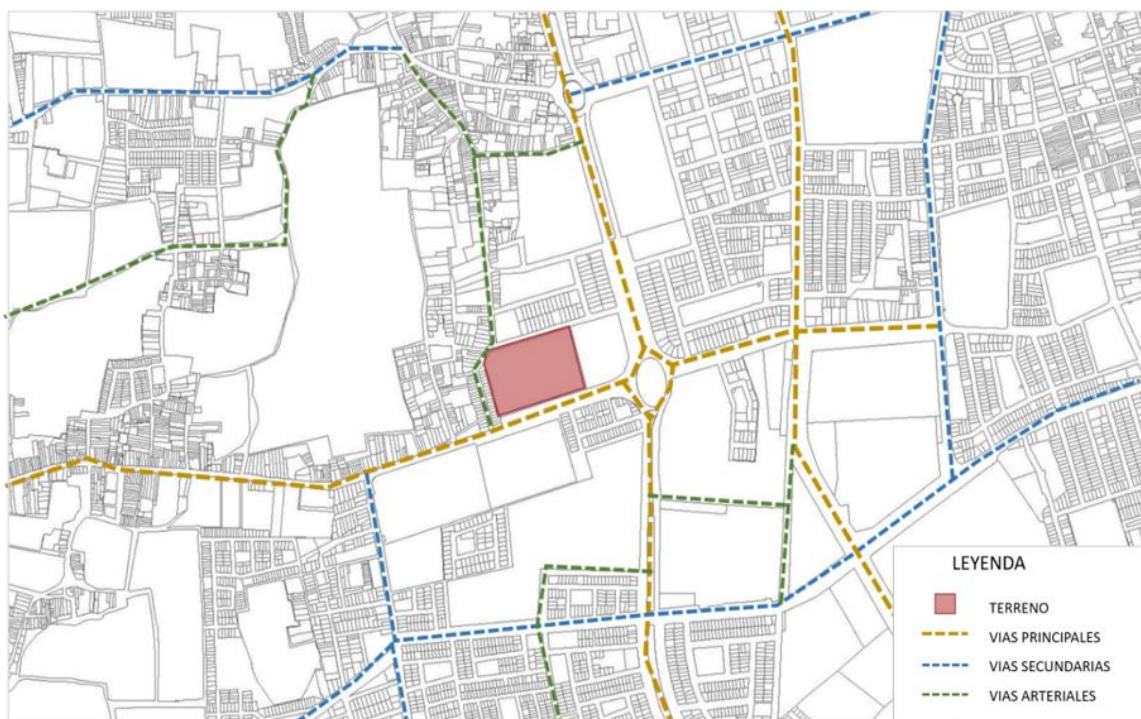 LEYENDA
TERRENO
VIAS PRINCIPALES
VIAS SECUNDARIAS
VIAS ARTERIALES